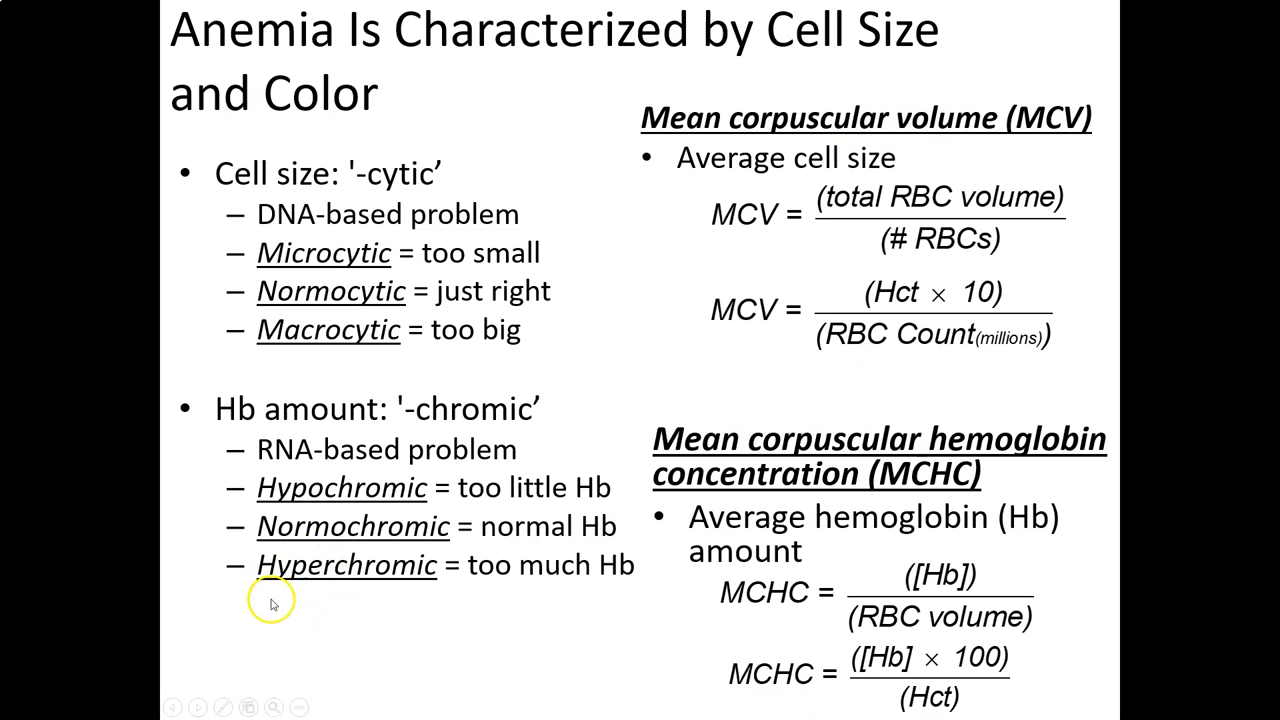 Anemia Is Characterized by Cell Size
and Color
• Cell size: '-cytic’
– DNA-based problem
– Microcytic = too small
– Normocytic = just right
– Macrocytic = too big
• Hb amount: '-chromic’
– RNA-based problem
– Hypochromic = too little Hb
– Normochromic = normal Hb
– Hyperchromic = too much Hb
Mean corpuscular volume (MCV)
• Average cell size
MCV = (total RBC volume)
(# RBCs)
MCV = (Hct × 10)
(RBC Count(millions))
Mean corpuscular hemoglobin
concentration (MCHC)
• Average hemoglobin (Hb)
amount
MCHC = ([Hb])
(RBC volume)
MCHC = ([Hb] × 100)
(Hct)